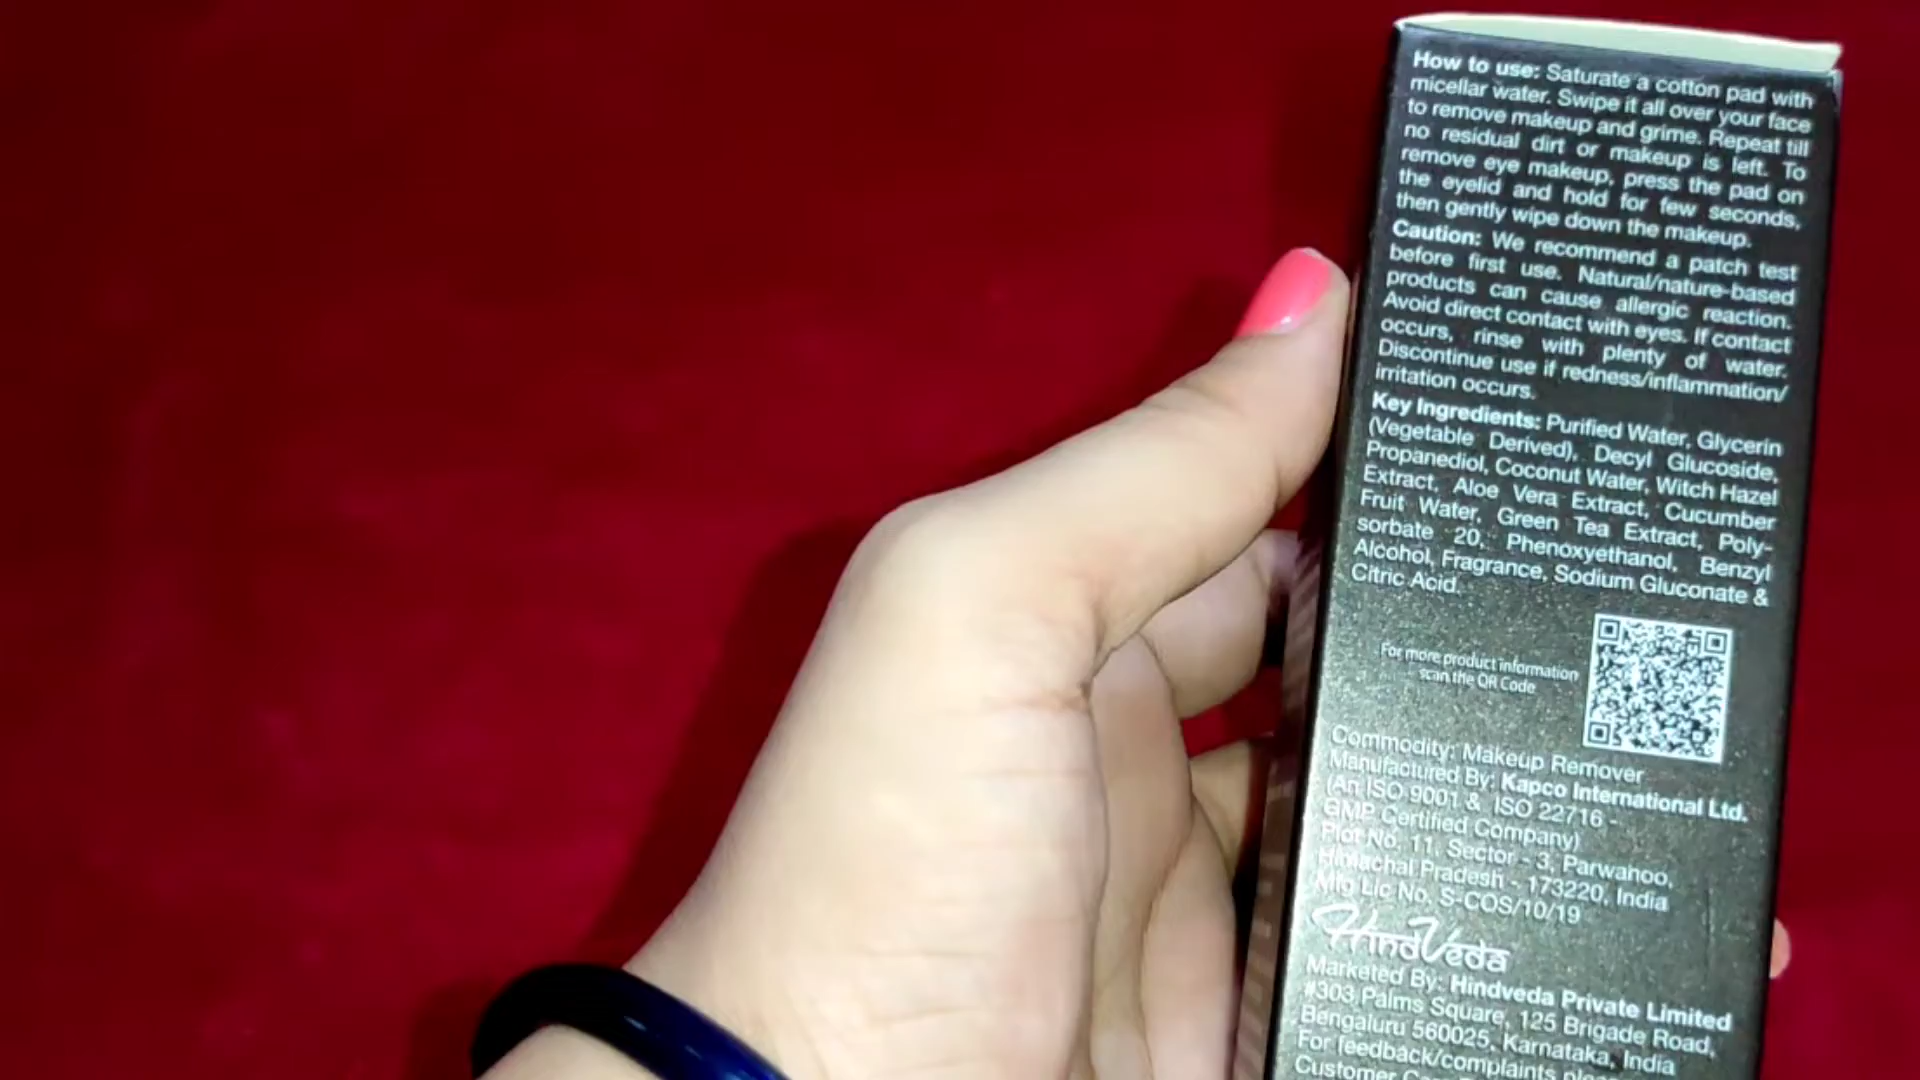 How to use: Saturate a cotton pad with
micellar water. Swipe it all over your face
to remove makeup and grime. Repeat till
no residual dirt or makeup is left. To
remove eye makeup, press the pad on
the eyelid and hold for few seconds,
then gently wipe down the makeup.
Caution: We recommend a patch test
before first use. Natural/nature-based
products can cause allergic reaction.
Avoid direct contact with eyes. If contact
occurs, rinse with plenty of water.
Discontinue use if redness/inflammation/
irritation occurs.
Key Ingredients: Purified Water, Glycerin
(Vegetable Derived), Decyl Glucoside,
Propanediol, Coconut Water, Witch Hazel
Extract, Aloe Vera Extract, Cucumber
Fruit Water, Green Tea Extract, Poly-
sorbate 20, Phenoxyethanol, Benzyl
Alcohol, Fragrance, Sodium Gluconate &
Citric Acid.
For more product information
scan the QR Code
Commodity: Makeup Remover
Manufactured By: Kapco International Ltd.
(An ISO 9001 & ISO 22716 -
GMP Certified Company)
Plot No. 11, Sector - 3, Parwahoo,
Himachal Pradesh - 173220, India
Mfg Lic No. S-COS/10/19
HindVeda
Marketed By: Hindveda Private Limited
#303 Palms Square, 125 Brigade Road,
Bengaluru 560025, Karnataka, India
For feedback/complaints
Customer